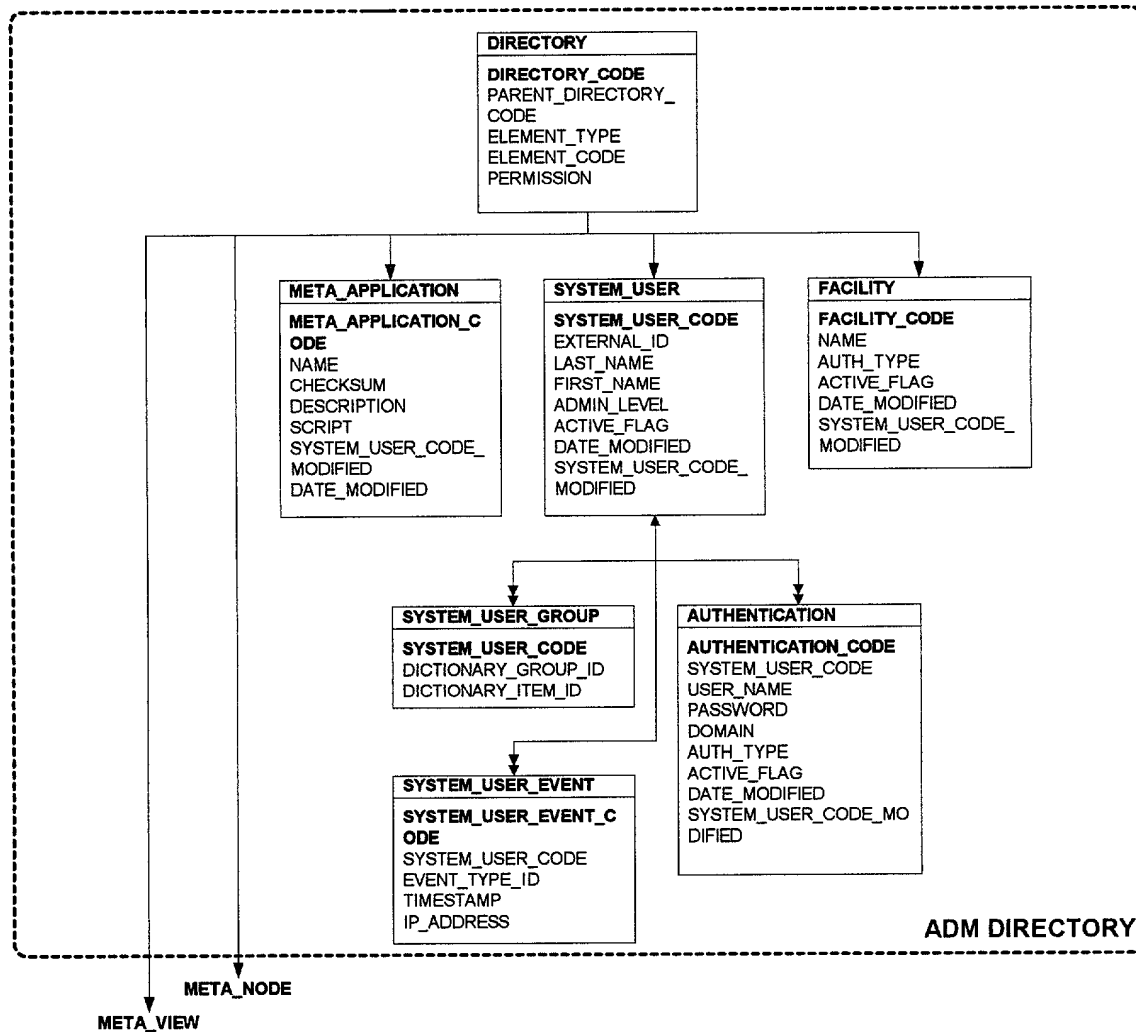 DIRECTORY
DIRECTORY_CODE
PARENT_DIRECTORY_
CODE
ELEMENT_TYPE
ELEMENT_CODE
PERMISSION
META_APPLICATION
META_APPLICATION_C
ODE
NAME
CHECKSUM
DESCRIPTION
SCRIPT
SYSTEM_USER_CODE_
MODIFIED
DATE_MODIFIED
SYSTEM_USER
SYSTEM_USER_CODE
EXTERNAL_ID
LAST_NAME
FIRST_NAME
ADMIN_LEVEL
ACTIVE_FLAG
DATE_MODIFIED
SYSTEM_USER_CODE_
MODIFIED
FACILITY
FACILITY_CODE
NAME
AUTH_TYPE
ACTIVE_FLAG
DATE_MODIFIED
SYSTEM_USER_CODE_
MODIFIED
SYSTEM_USER_GROUP
SYSTEM_USER_CODE
DICTIONARY_GROUP_ID
DICTIONARY_ITEM_ID
AUTHENTICATION
AUTHENTICATION_CODE
SYSTEM_USER_CODE
USER_NAME
PASSWORD
DOMAIN
AUTH_TYPE
ACTIVE_FLAG
DATE_MODIFIED
SYSTEM_USER_CODE_MO
DIFIED
SYSTEM_USER_EVENT
SYSTEM_USER_EVENT_C
ODE
SYSTEM_USER_CODE
EVENT_TYPE_ID
TIMESTAMP
IP_ADDRESS
ADM DIRECTORY
META_NODE
META_VIEW